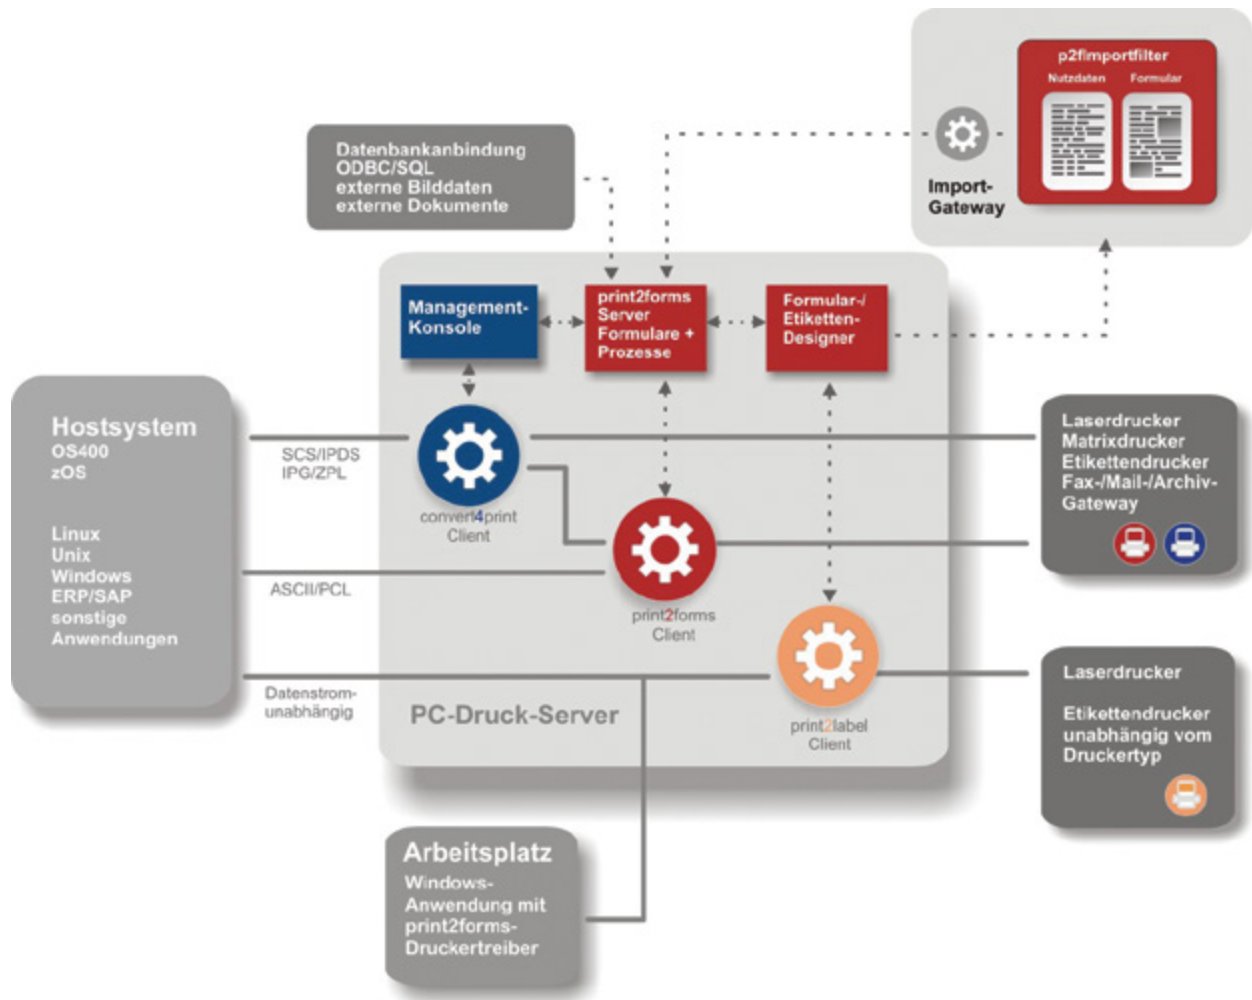 p2fImportfilter
Nutzdaten Formular
Import-
Gateway
Datenbankanbindung
ODBC/SQL
externe Bilddaten
externe Dokumente
Management-
Konsole
print2forms
Server
Formulare +
Prozesse
Formular-/
Etiketten-
Designer
Hostsystem
OS400
zOS
Linux
Unix
Windows
ERP/SAP
sonstige
Anwendungen
SCS/IPDS
IPG/ZPL
ASCII/PCL
Datenstrom-
unabhängig
convert4print
Client
print2forms
Client
print2label
Client
PC-Druck-Server
Laserdrucker
Matrixdrucker
Etikettendrucker
Fax-/Mail-/Archiv-
Gateway
Laserdrucker
Etikettendrucker
unabhängig vom
Druckertyp
Arbeitsplatz
Windows-
Anwendung mit
print2forms-
Druckertreiber